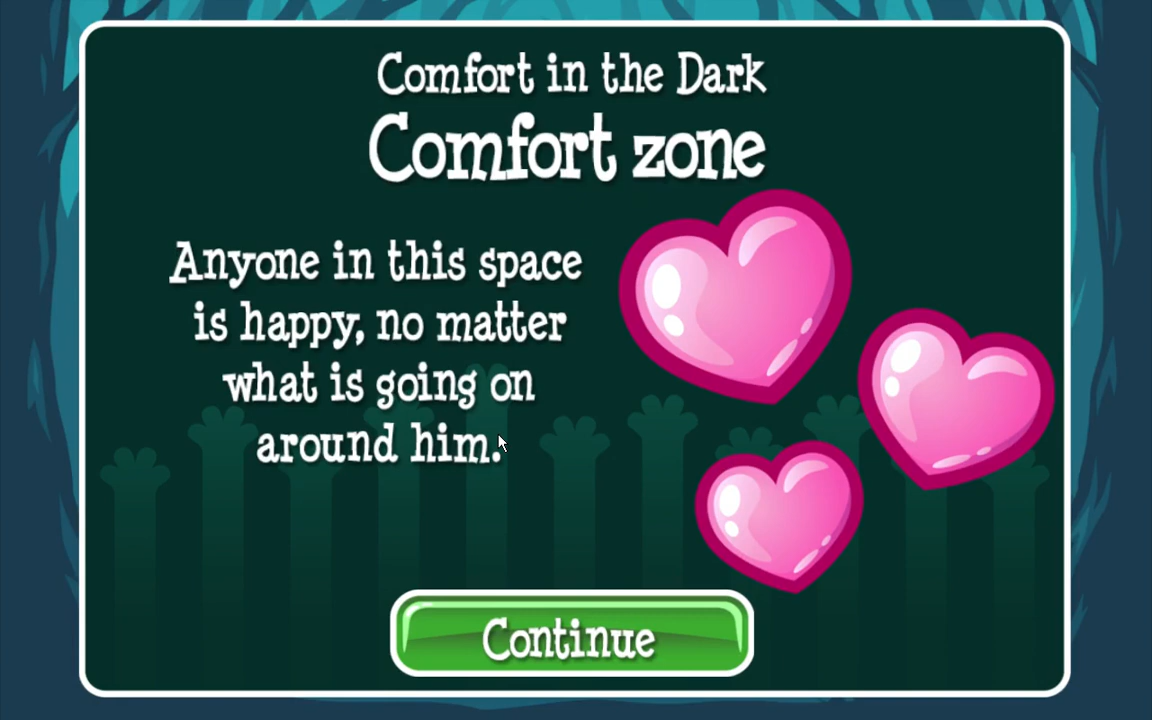 Comfort in the Dark
Comfort zone
Anyone in this space
is happy, no matter
what is going on
around him.
Continue